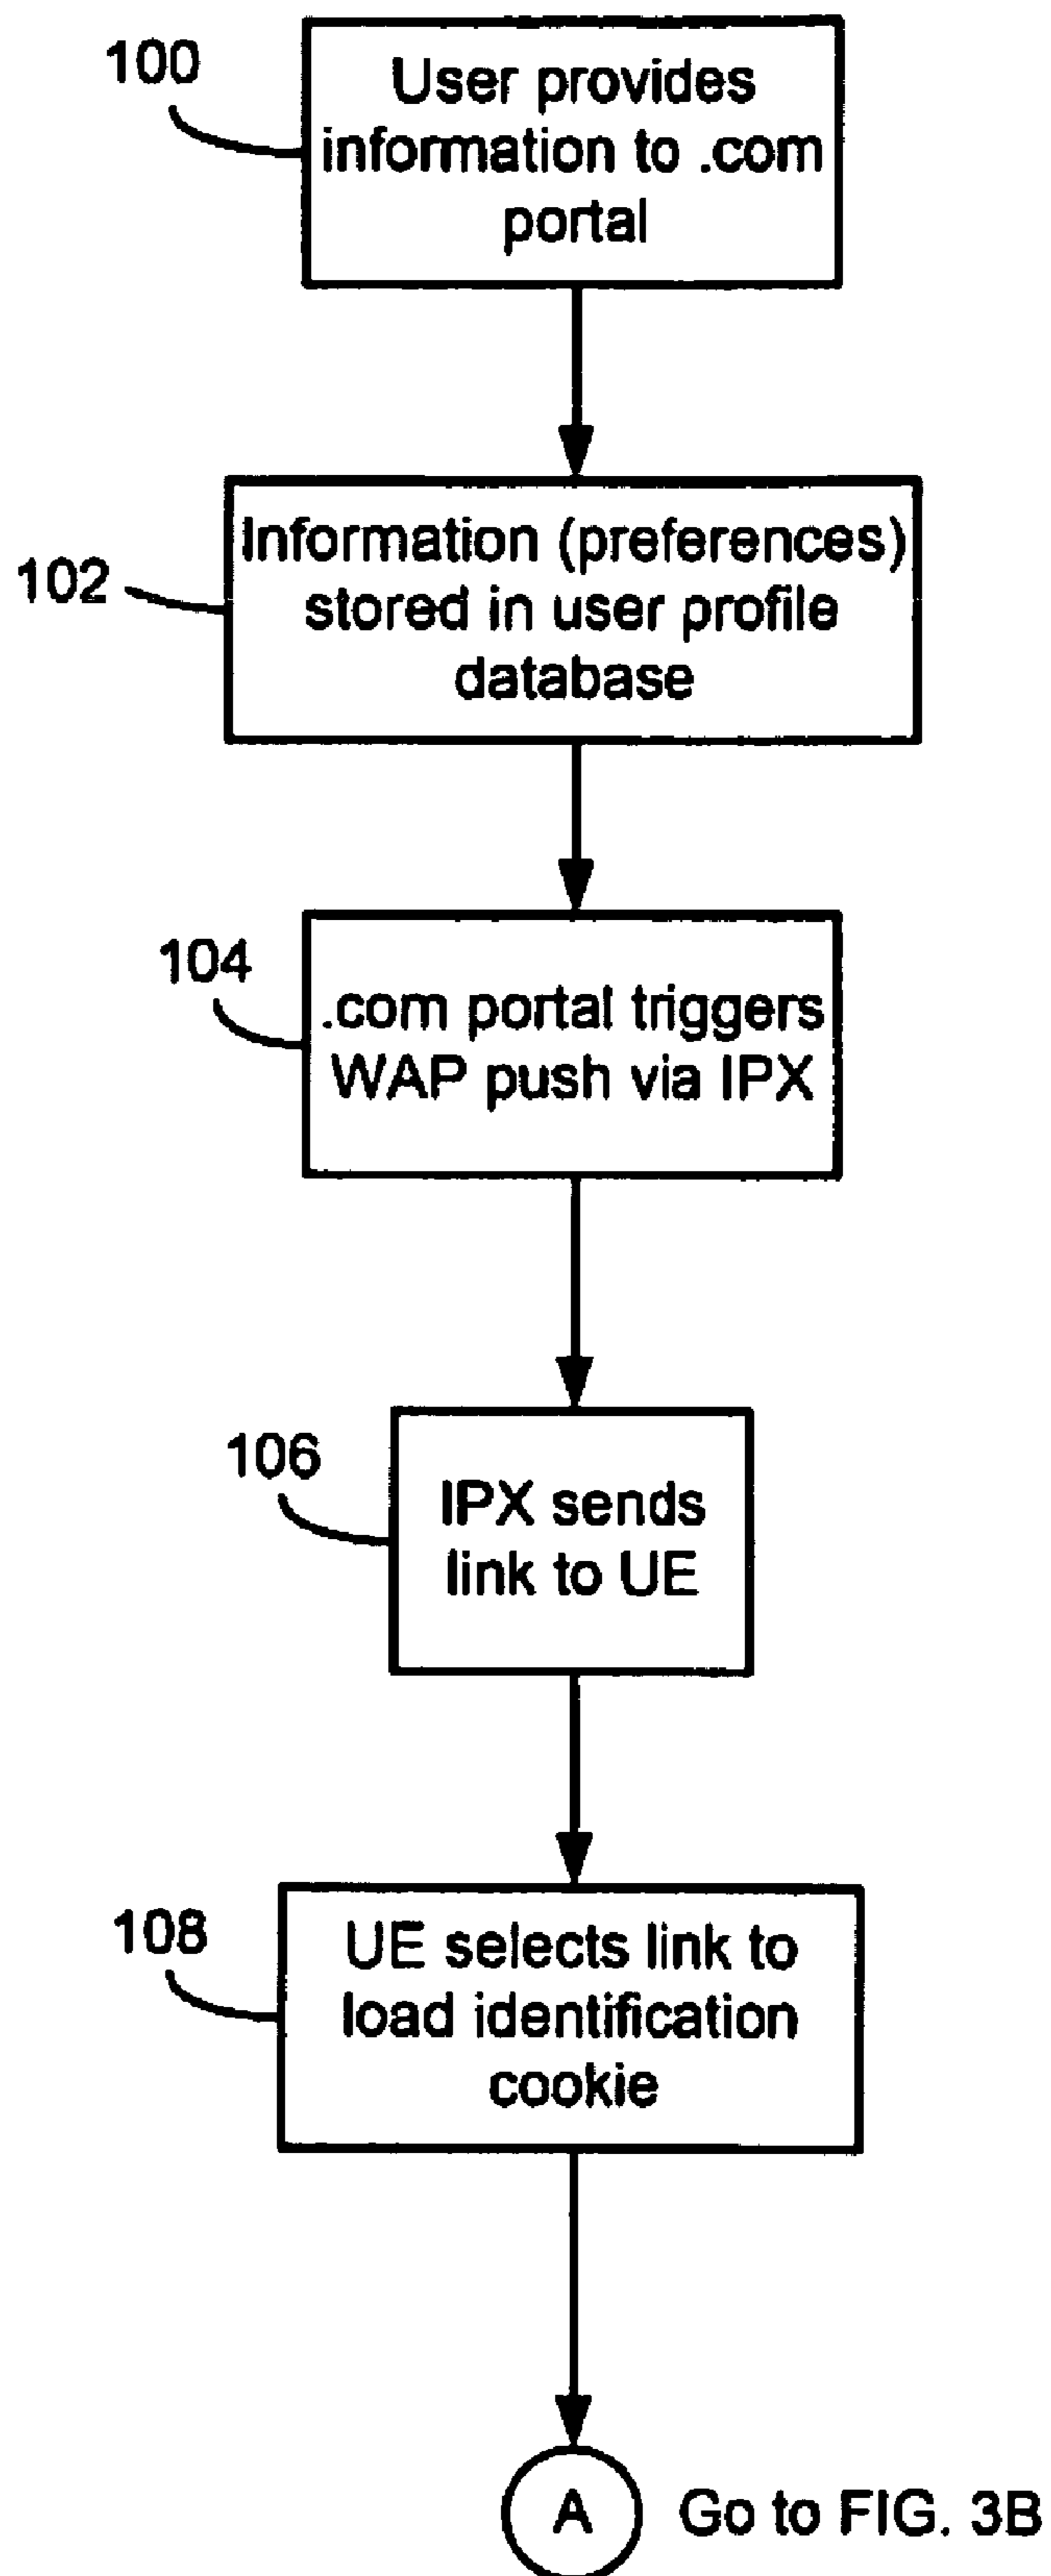 100
User provides
information to .com
portal
102
Information (preferences)
stored in user profile
database
104
.com portal triggers
WAP push via IPX
106
IPX sends
link to UE
108
UE selects link to
load identification
cookie
A
Go to FIG. 3B